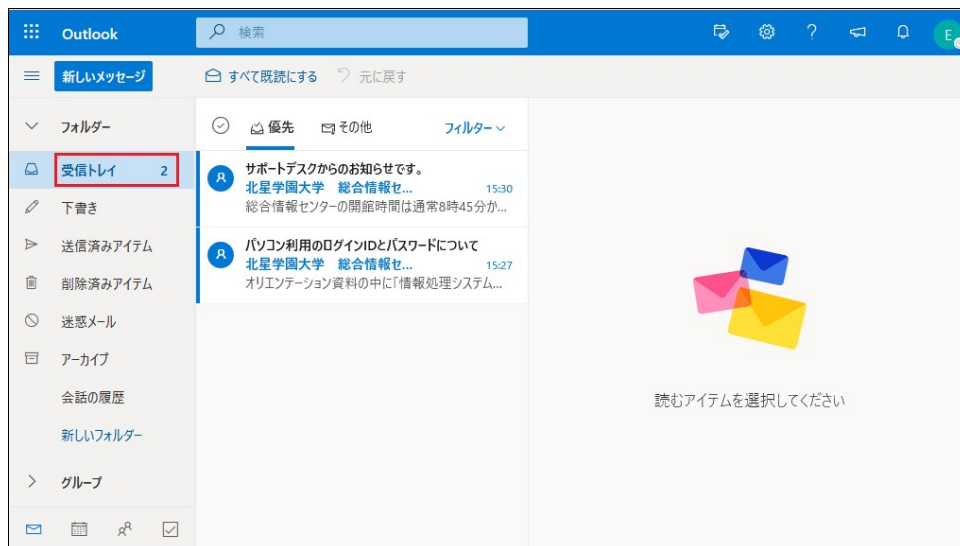 Outlook
検索
E
新しいメッセージ
すべて既読にする
元に戻す
フォルダー
受信トレイ 2
下書き
送信済みアイテム
削除済みアイテム
迷惑メール
アーカイブ
会話の履歴
新しいフォルダー
グループ
優先
その他
フィルター
サポートデスクからのお知らせです。
北星学園大学 総合情報セ... 15:30
総合情報センターの開館時間は通常8時45分か...
パソコン利用のログインIDとパスワードについて
北星学園大学 総合情報セ... 15:27
オリエンテーション資料の中に「情報処理システム...
読むアイテムを選択してください